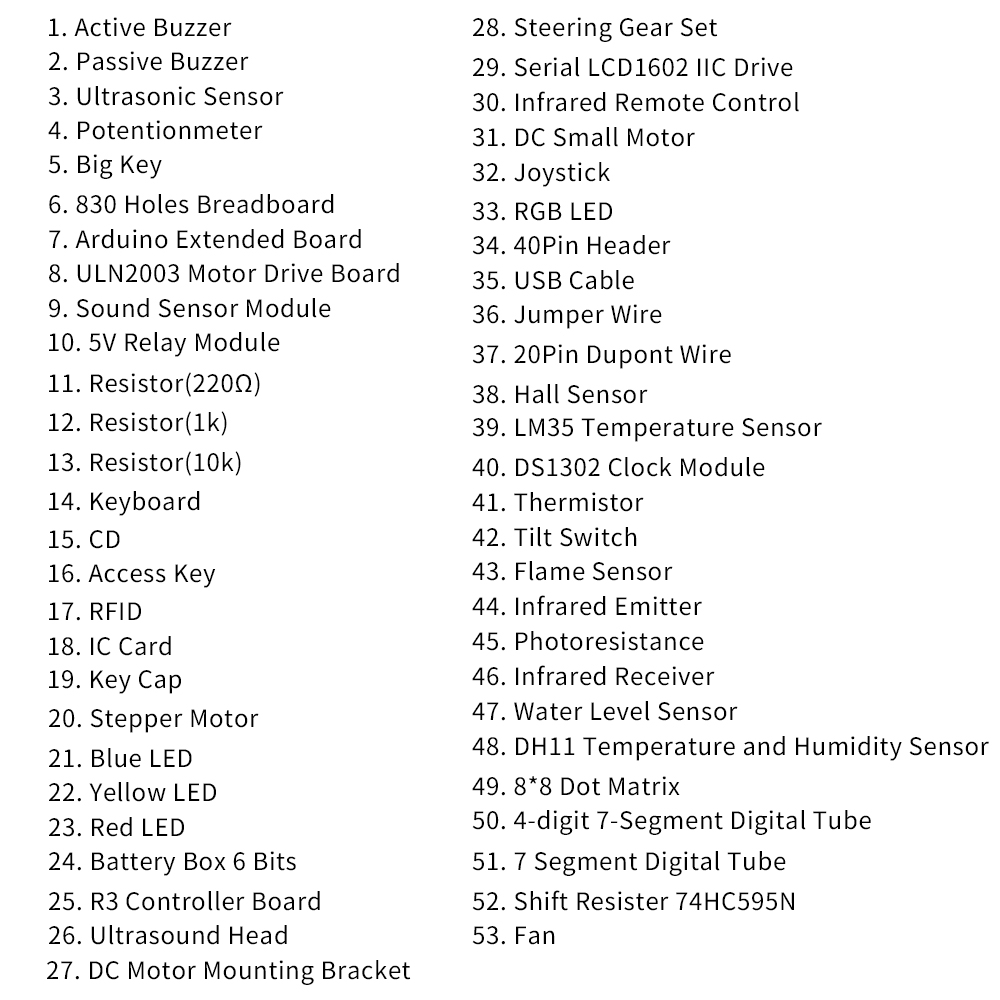 1. Active Buzzer
2. Passive Buzzer
3. Ultrasonic Sensor
4. Potentionmeter
5. Big Key
6. 830 Holes Breadboard
7. Arduino Extended Board
8. ULN2003 Motor Drive Board
9. Sound Sensor Module
10. 5V Relay Module
11. Resistor(220Ω)
12. Resistor(1k)
13. Resistor(10k)
14. Keyboard
15. CD
16. Access Key
17. RFID
18. IC Card
19. Key Cap
20. Stepper Motor
21. Blue LED
22. Yellow LED
23. Red LED
24. Battery Box 6 Bits
25. R3 Controller Board
26. Ultrasound Head
27. DC Motor Mounting Bracket
28. Steering Gear Set
29. Serial LCD1602 IIC Drive
30. Infrared Remote Control
31. DC Small Motor
32. Joystick
33. RGB LED
34. 40Pin Header
35. USB Cable
36. Jumper Wire
37. 20Pin Dupont Wire
38. Hall Sensor
39. LM35 Temperature Sensor
40. DS1302 Clock Module
41. Thermistor
42. Tilt Switch
43. Flame Sensor
44. Infrared Emitter
45. Photoresistance
46. Infrared Receiver
47. Water Level Sensor
48. DH11 Temperature and Humidity Sensor
49. 8*8 Dot Matrix
50. 4-digit 7-Segment Digital Tube
51. 7 Segment Digital Tube
52. Shift Resister 74HC595N
53. Fan